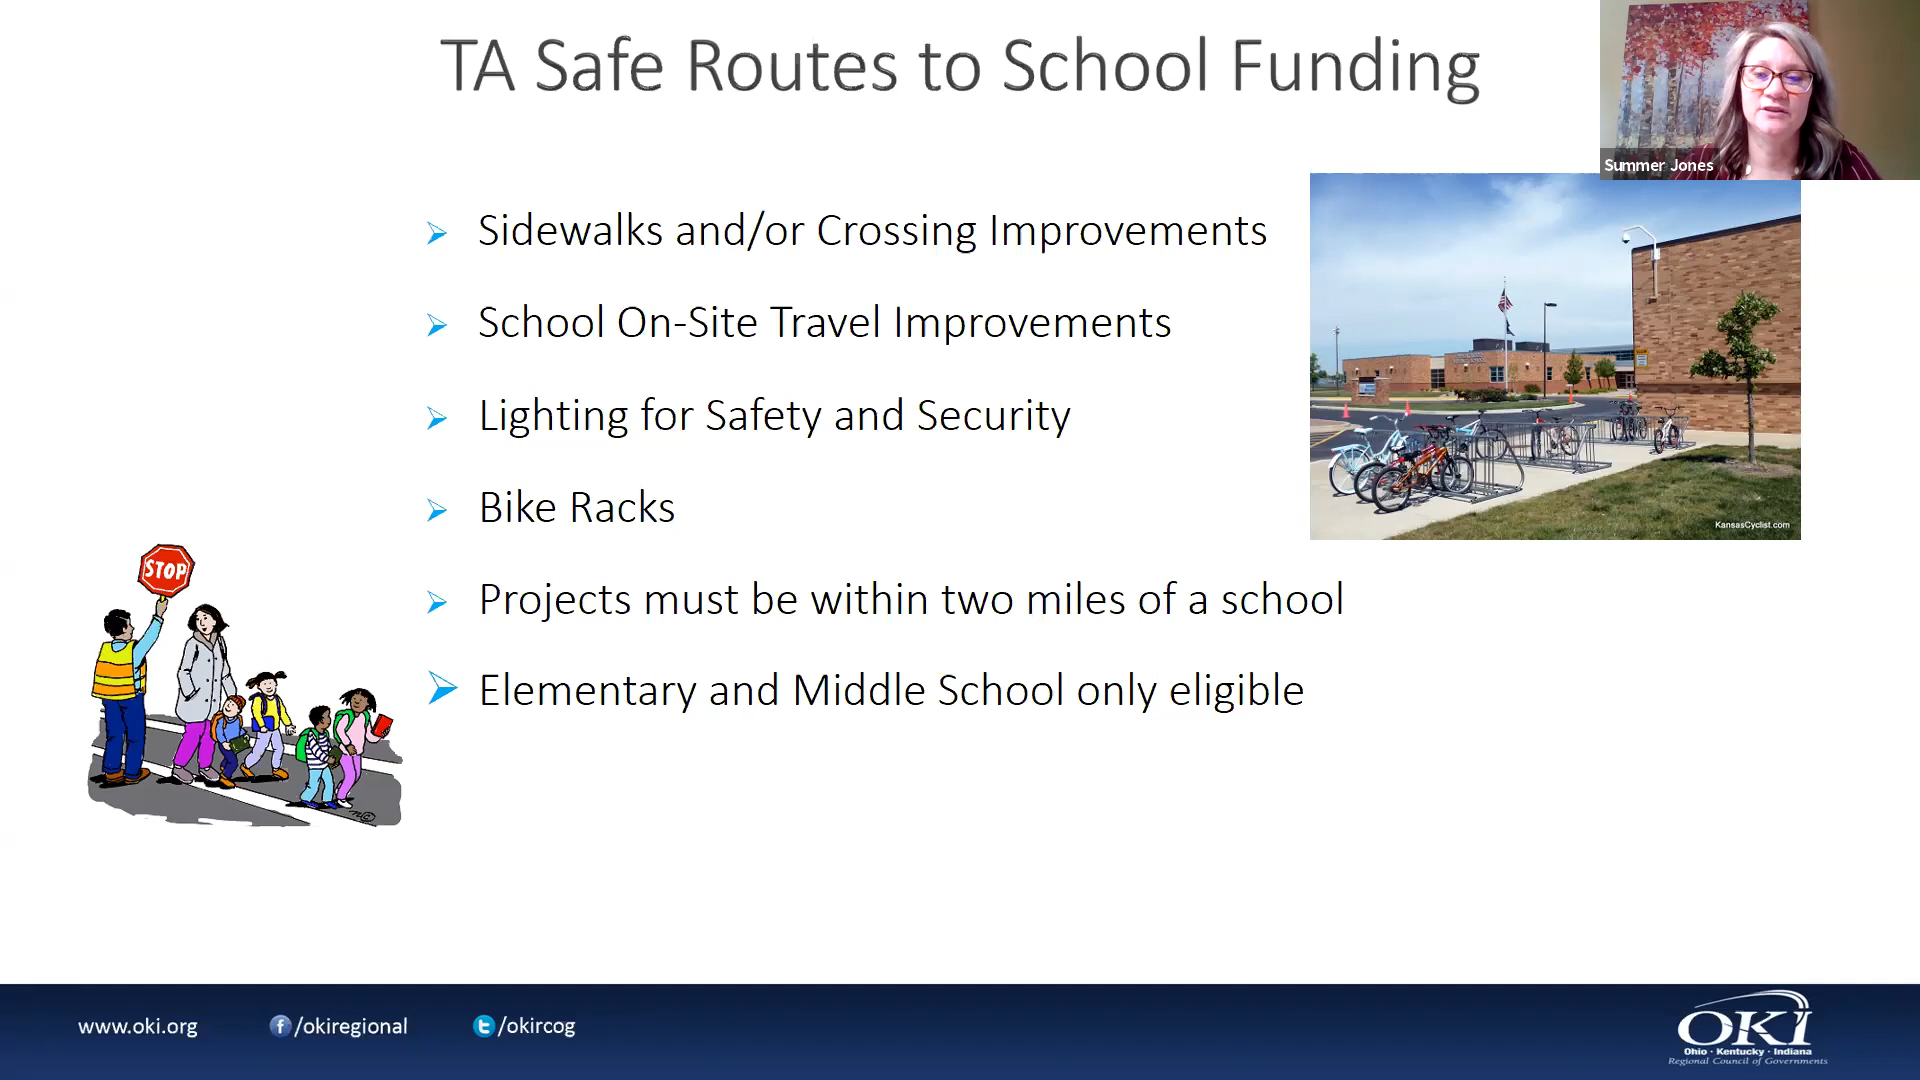 TA Safe Routes to School Funding
Summer Jones
Sidewalks and/or Crossing Improvements
School On-Site Travel Improvements
Lighting for Safety and Security
Bike Racks
Projects must be within two miles of a school
Elementary and Middle School only eligible
KansasCyclist.com
STOP
www.oki.org
/okiregional
/okircog
OKI
Ohio · Kentucky · Indiana
Regional Council of Governments